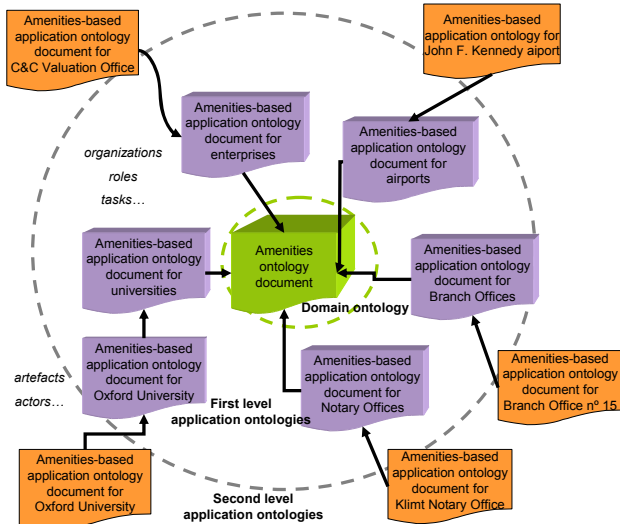 Amenities-based
application ontology
document for
C&C Valuation Office
Amenities-based
application ontology for
John F. Kennedy aiport
Amenities-based
application ontology
document for
enterprises
Amenities-based
application ontology
document for
airports
organizations
roles
tasks…
Amenities-based
application ontology
document for
universities
Amenities
ontology
document
Domain ontology
Amenities-based
application ontology
document for
Branch Offices
Amenities-based
application ontology
document for
Oxford University
artefacts
actors…
First level
application ontologies
Amenities-based
application ontology
document for
Notary Offices
Amenities-based
application ontology
document for
Branch Office nº 15
Amenities-based
application ontology
document for
Oxford University
Second level
application ontologies
Amenities-based
application ontology
document for
Klimt Notary Office